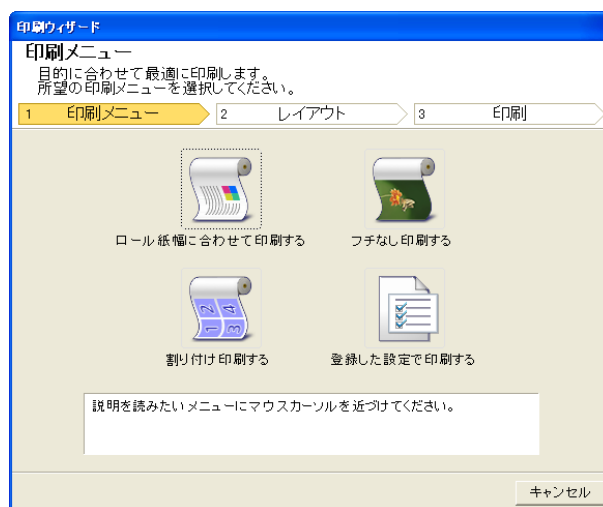 印刷ウィザード
印刷メニュー
目的に合わせて最適に印刷します。
所望の印刷メニューを選択してください。
1 印刷メニュー 2 レイアウト 3 印刷
ロール紙幅に合わせて印刷する フチなし印刷する
1 2 3 4
割り付け印刷する 登録した設定で印刷する
説明を読みたいメニューにマウスカーソルを近づけてください。
キャンセル